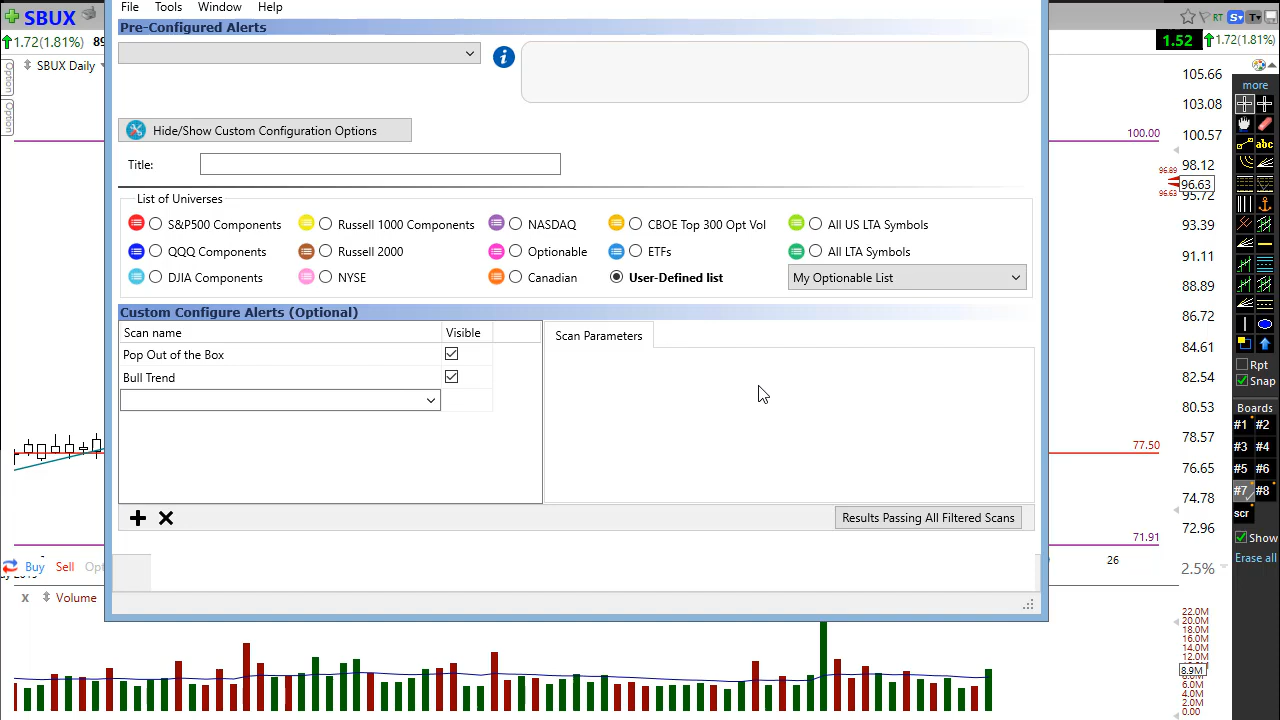 SBUX
1.72(1.81%)
SBUX Daily
Option
Option
File Tools Window Help
Pre-Configured Alerts
Hide/Show Custom Configuration Options
Title:
List of Universes
S&P500 Components Russell 1000 Components NASDAQ CBOE Top 300 Opt Vol All US LTA Symbols
QQQ Components Russell 2000 Optionable ETFs All LTA Symbols
DJIA Components NYSE Canadian User-Defined list My Optionable List
Custom Configure Alerts (Optional)
Scan name Visible
Scan Parameters
Pop Out of the Box
Bull Trend
Results Passing All Filtered Scans
Buy Sell
Volume
RT
1.52 1.72(1.81%)
105.66
103.08
100.57
100.00
98.12
96.89
96.63
96.63
95.72
93.39
91.11
88.89
86.72
84.61
82.54
80.53
78.57
77.50
76.65
74.78
72.96
71.91
26
2.5%
22.0M
20.0M
18.0M
16.0M
14.0M
12.0M
8.9M
6.0M
4.0M
2.0M
0.00
more
abc
Rpt
Snap
Boards
#1 #2
#3 #4
#5 #6
#7 #8
scr
Show
Erase all